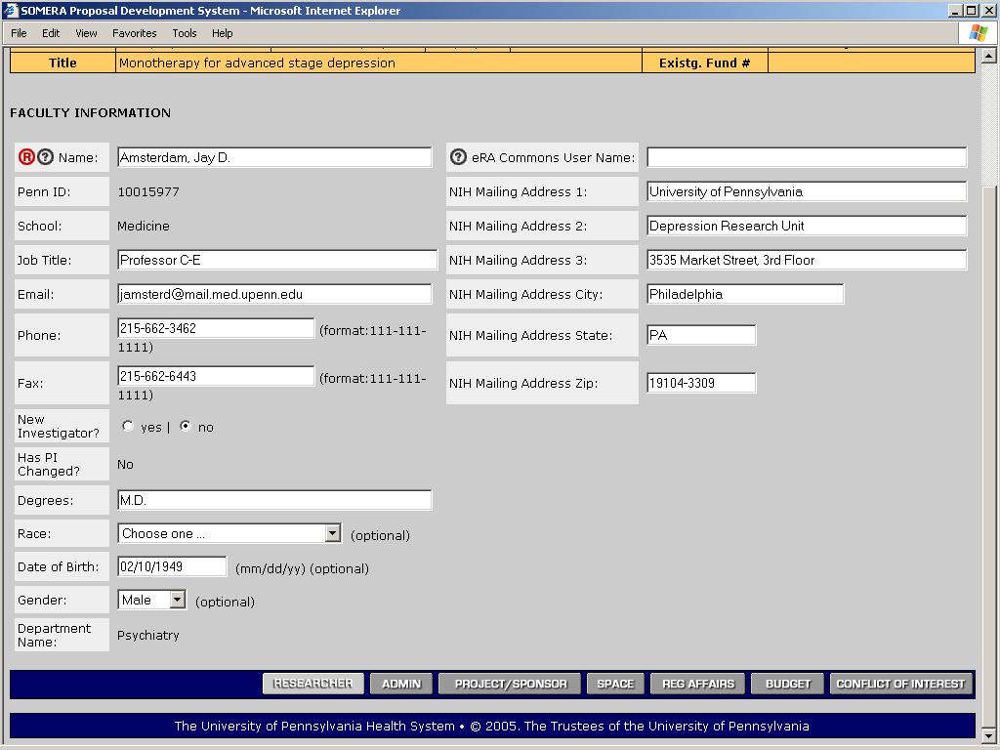 SOMERA Proposal Development System - Microsoft Internet Explorer
File Edit View Favorites Tools Help
Title Monotherapy for advanced stage depression Existg. Fund #
FACULTY INFORMATION
R ? Name: Amsterdam, Jay D. ? eRA Commons User Name:
Penn ID: 10015977 NIH Mailing Address 1: University of Pennsylvania
School: Medicine NIH Mailing Address 2: Depression Research Unit
Job Title: Professor C-E NIH Mailing Address 3: 3535 Market Street, 3rd Floor
Email: jamsterd@mail.med.upenn.edu NIH Mailing Address City: Philadelphia
Phone: 215-662-3462 (format:111-111-
1111) NIH Mailing Address State: PA
Fax: 215-662-6443 (format:111-111-
1111) NIH Mailing Address Zip: 19104-3309
New
Investigator? yes | no
Has PI
Changed? No
Degrees: M.D.
Race: Choose one ... (optional)
Date of Birth: 02/10/1949 (mm/dd/yy) (optional)
Gender: Male (optional)
Department
Name: Psychiatry
RESEARCHER ADMIN PROJECT/SPONSOR SPACE REG AFFAIRS BUDGET CONFLICT OF INTEREST
The University of Pennsylvania Health System • © 2005. The Trustees of the University of Pennsylvania